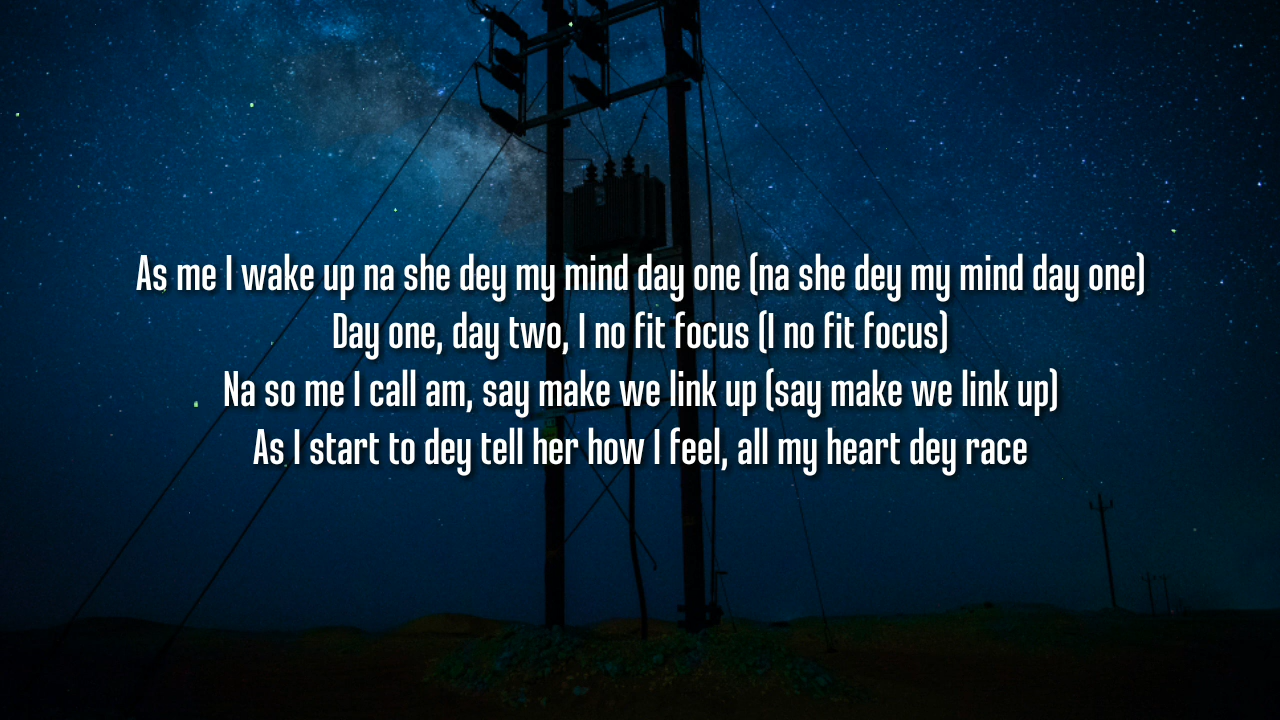 As me I wake up na she dey my mind day one (na she dey my mind day one)
Day one, day two, I no fit focus (I no fit focus)
Na so me I call am, say make we link up (say make we link up)
As I start to dey tell her how I feel, all my heart dey race